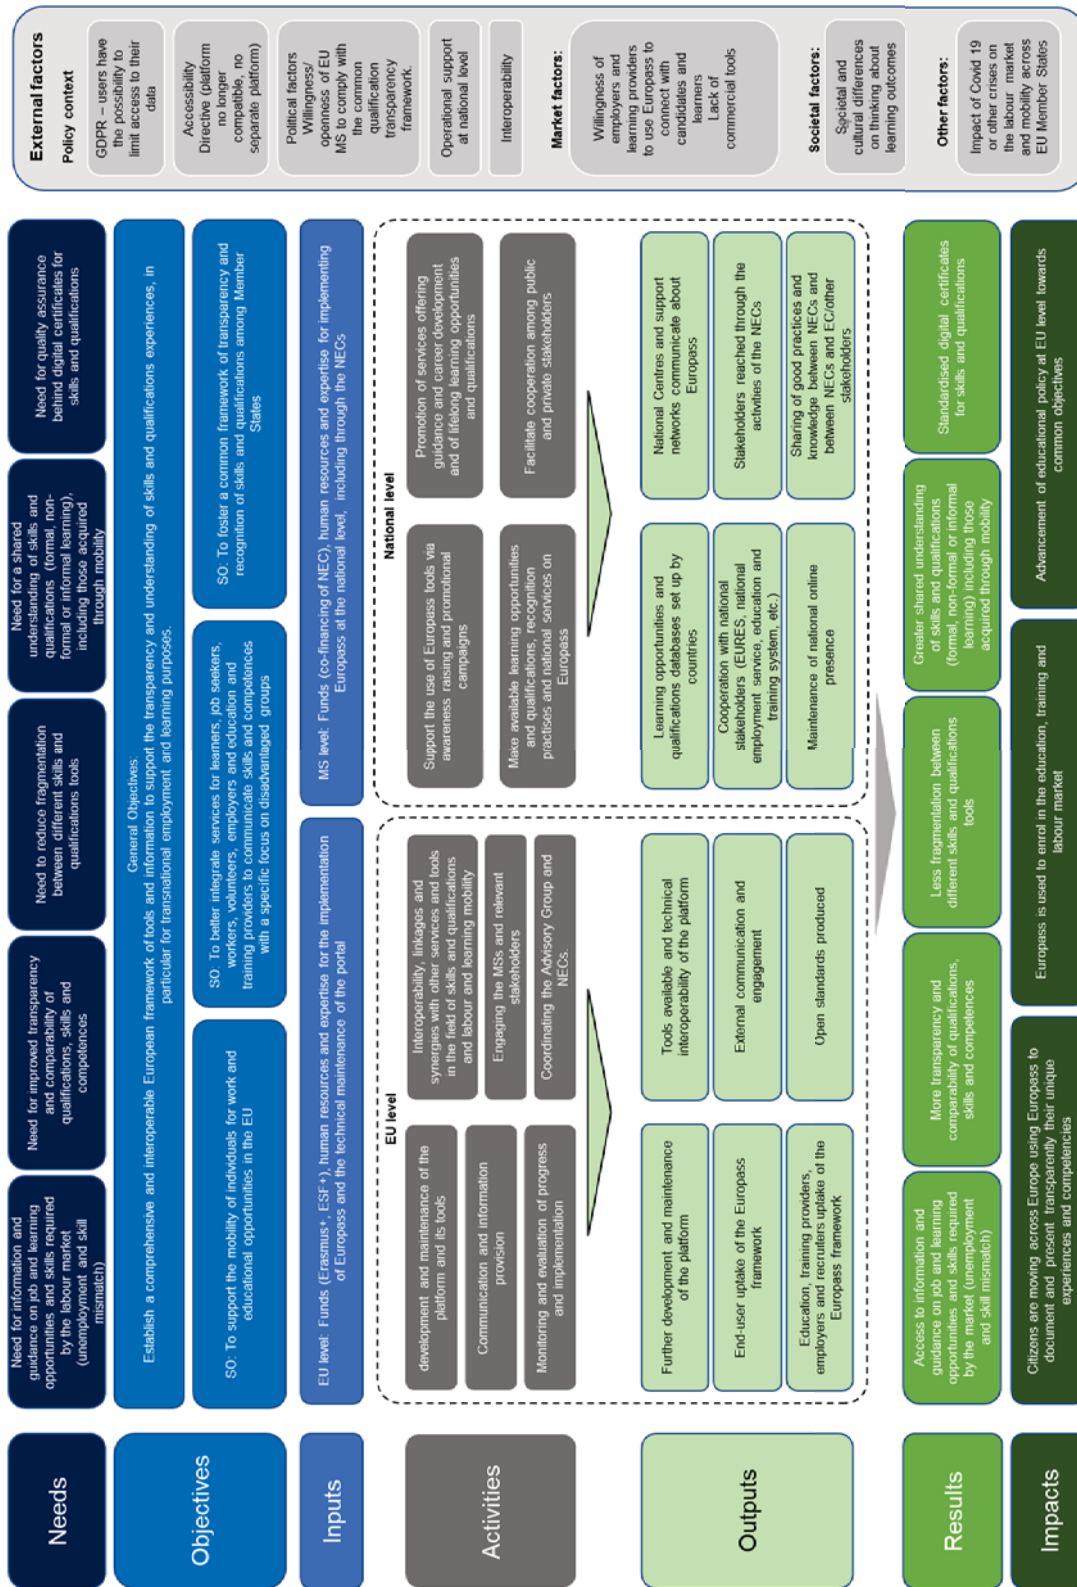 Needs
Need for information and
guidance on job and learning
opportunities and skills required
by the labour market
(unemployment and skill
mismatch)
Need for improved transparency
and comparability of
qualifications, skills and
competences
Need to reduce fragmentation
between different skills and
qualifications tools
Need for a shared
understanding of skills and
qualifications (formal, non-
formal or informal learning),
including those acquired
through mobility
Need for quality assurance
behind digital certificates for
skills and qualifications
Objectives
General Objectives:
Establish a comprehensive and interoperable European framework of tools and information to support the transparency and understanding of skills and qualifications experiences, in
particular for transnational employment and learning purposes.
SO: To support the mobility of individuals for work and
educational opportunities in the EU
SO: To better integrate services for learners, job seekers,
workers, volunteers, employers and education and
training providers to communicate skills and competences
with a specific focus on disadvantaged groups
SO: To foster a common framework of transparency and
recognition of skills and qualifications among Member
States
Inputs
EU level: Funds (Erasmus+, ESF+), human resources and expertise for the implementation
of Europass and the technical maintenance of the portal
MS level: Funds (co-financing of NEC), human resources and expertise for implementing
Europass at the national level, including through the NECs
Activities
EU level
development and maintenance of the
platform and its tools
Communication and information
provision
Monitoring and evaluation of progress
and implementation
Interoperability, linkages and
synergies with other services and tools
in the field of skills and qualifications
and labour and learning mobility
Engaging the MSs and relevant
stakeholders
Coordinating the Advisory Group and
NECs.
National level
Support the use of Europass tools via
awareness raising and promotional
campaigns
Make available learning opportunities
and qualifications, recognition
practises and national services on
Europass
Promotion of services offering
guidance and career development
and of lifelong learning opportunities
and qualifications
Facilitate cooperation among public
and private stakeholders
Outputs
Further development and maintenance
of the platform
End-user uptake of the Europass
framework
Education, training providers,
employers and recruiters uptake of the
Europass framework
Tools available and technical
interoperability of the platform
External communication and
engagement
Open standards produced
Learning opportunities and
qualifications databases set up by
countries
Cooperation with national
stakeholders (EURES, national
employment service, education and
training system, etc.)
Maintenance of national online
presence
National Centres and support
networks communicate about
Europass
Stakeholders reached through the
activities of the NECs
Sharing of good practices and
knowledge between NECs and
between NECs and EC/other
stakeholders
Results
Access to information and
guidance on job and learning
opportunities and skills required
by the market (unemployment
and skill mismatch)
More transparency and
comparability of qualifications,
skills and competences
Less fragmentation between
different skills and qualifications
tools
Greater shared understanding
of skills and qualifications
(formal, non-formal or informal
learning) including those
acquired through mobility
Standardised digital certificates
for skills and qualifications
Impacts
Citizens are moving across Europe using Europass to
document and present transparently their unique
experiences and competencies
Europass is used to enrol in the education, training and
labour market
Advancement of educational policy at EU level towards
common objectives
External factors
Policy context
GDPR – users have
the possibility to
limit access to their
data
Accessibility
Directive (platform
no longer
compatible, no
separate platform)
Political factors
Willingness/
openness of EU
MS to comply with
the common
qualification
transparency
framework.
Operational support
at national level
Interoperability
Market factors:
Willingness of
employers and
learning providers
to use Europass to
connect with
candidates and
learners
Lack of
commercial tools
Societal factors:
Societal and
cultural differences
on thinking about
learning outcomes
Other factors:
Impact of Covid 19
or other crises on
the labour market
and mobility across
EU Member States